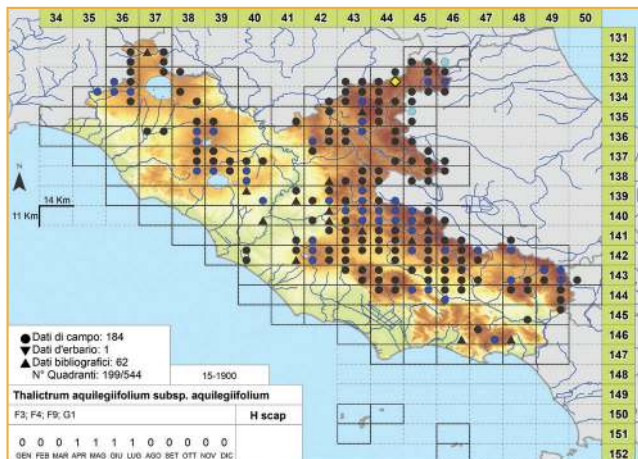 34 35 36 37 38 39 40 41 42 43 44 45 46 47 48 49 50
131
132
133
134
135
136
137
138
139
140
141
142
143
144
145
146
147
148
149
150
151
152
N
14 Km
11 Km
Dati di campo: 184
Dati d'erbario: 1
Dati bibliografici: 62
N° Quadranti: 199/544
15-1900
Thalictrum aquilegiifolium subsp. aquilegiifolium
F3; F4; F9; G1 H scap
0 0 0 1 1 1 1 0 0 0 0 0
GEN FEB MAR APR MAG GIU LUG AGO SET OTT NOV DIC